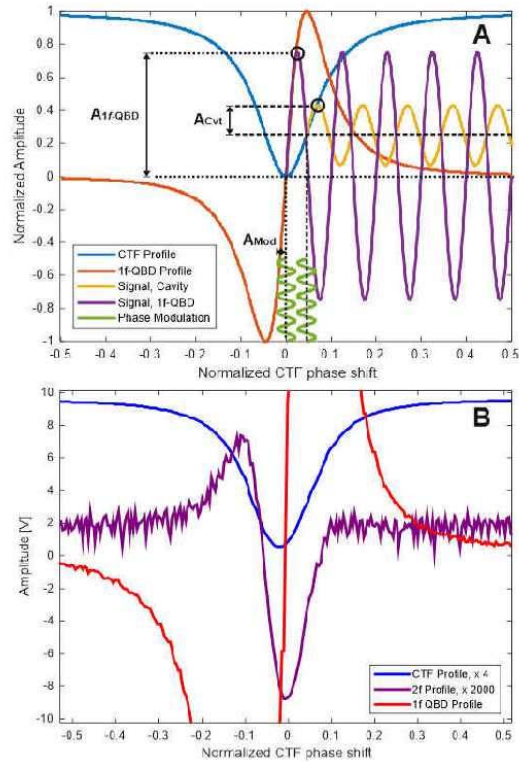 A
1
0.8
0.6
0.4
0.2
0
-0.2
-0.4
-0.6
-0.8
-1
Normalized Amplitude
A1f-QBD
ACvt
AMod
CTF Profile
1f-QBD Profile
Signal, Cavity
Signal, 1f-QBD
Phase Modulation
-0.5 -0.4 -0.3 -0.2 -0.1 0 0.1 0.2 0.3 0.4 0.5
Normalized CTF phase shift
B
10
8
6
4
2
0
-2
-4
-6
-8
-10
Amplitude [V]
CTF Profile, x 4
2f Profile, x 2000
1f QBD Profile
-0.5 -0.4 -0.3 -0.2 -0.1 0 0.1 0.2 0.3 0.4 0.5
Normalized CTF phase shift